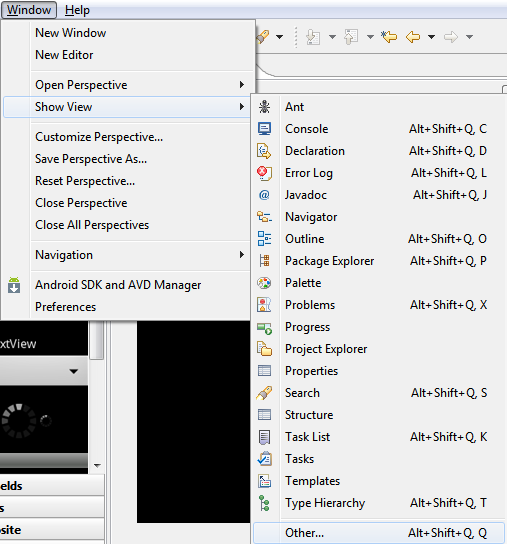 Window Help
New Window
New Editor
Open Perspective
Show View
Customize Perspective...
Save Perspective As...
Reset Perspective...
Close Perspective
Close All Perspectives
Navigation
Android SDK and AVD Manager
Preferences
Ant
Console Alt+Shift+Q, C
Declaration Alt+Shift+Q, D
Error Log Alt+Shift+Q, L
Javadoc Alt+Shift+Q, J
Navigator
Outline Alt+Shift+Q, O
Package Explorer Alt+Shift+Q, P
Palette
Problems Alt+Shift+Q, X
Progress
Project Explorer
Properties
Search Alt+Shift+Q, S
Structure
Task List Alt+Shift+Q, K
Tasks
Templates
Type Hierarchy Alt+Shift+Q, T
Other... Alt+Shift+Q, Q
xtView
elds
s
osite